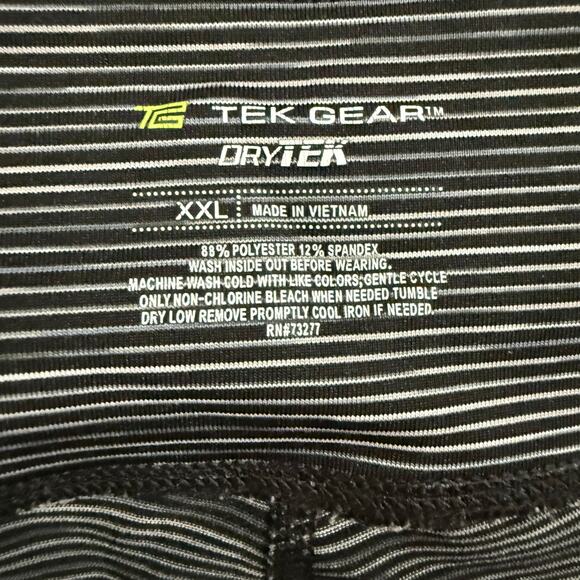 TG TEK GEAR™
DRYTEK
XXL MADE IN VIETNAM
88% POLYESTER 12% SPANDEX
WASH INSIDE OUT BEFORE WEARING.
MACHINE WASH COLD WITH LIKE COLORS, GENTLE CYCLE
ONLY NON-CHLORINE BLEACH WHEN NEEDED TUMBLE
DRY LOW REMOVE PROMPTLY COOL IRON IF NEEDED.
RN#73277